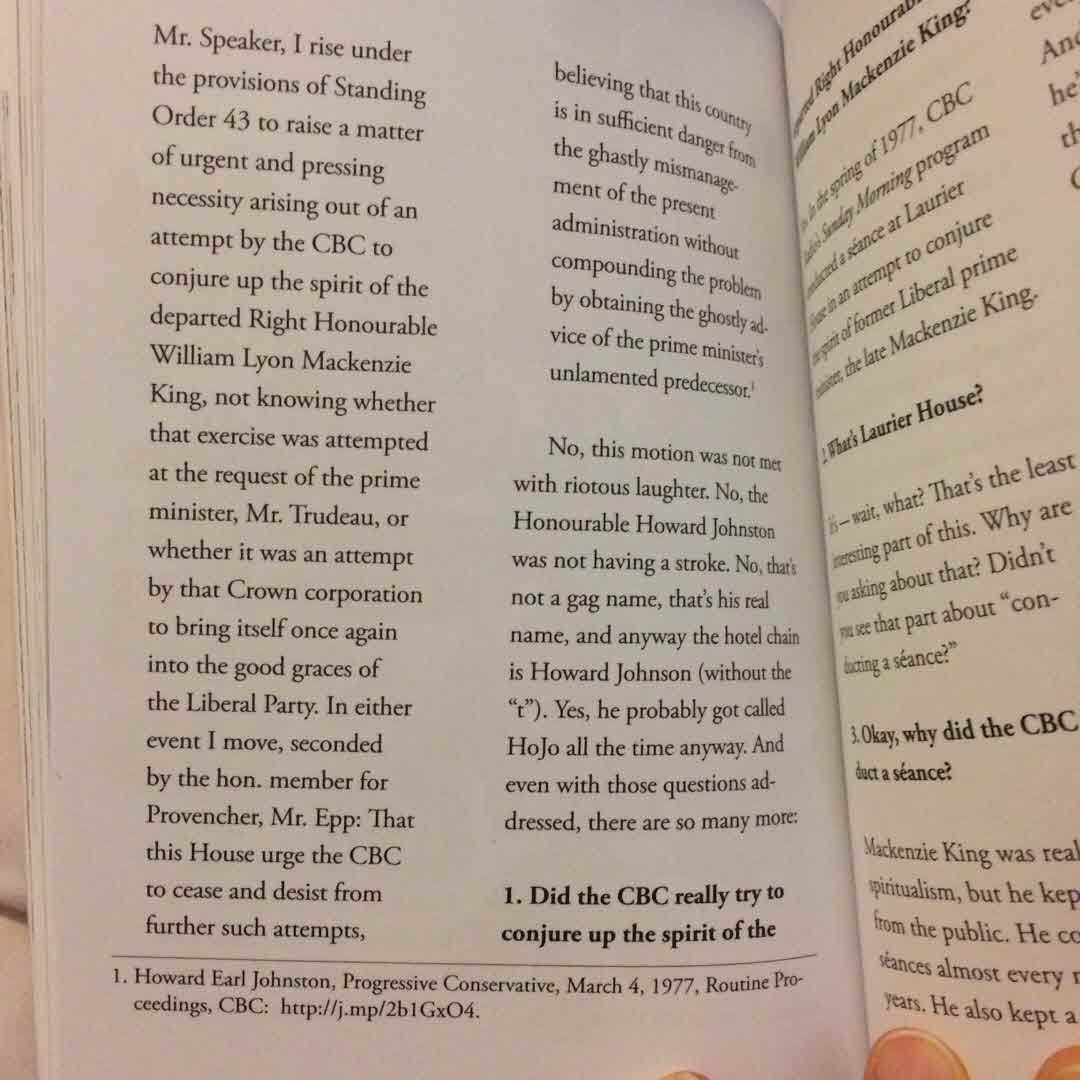 Mr. Speaker, I rise under
the provisions of Standing
Order 43 to raise a matter
of urgent and pressing
necessity arising out of an
attempt by the CBC to
conjure up the spirit of the
departed Right Honourable
William Lyon Mackenzie
King, not knowing whether
that exercise was attempted
at the request of the prime
minister, Mr. Trudeau, or
whether it was an attempt
by that Crown corporation
to bring itself once again
into the good graces of
the Liberal Party. In either
event I move, seconded
by the hon. member for
Provencher, Mr. Epp: That
this House urge the CBC
to cease and desist from
further such attempts,
believing that this country
is in sufficient danger from
the ghastly mismanage-
ment of the present
administration without
compounding the problem
by obtaining the ghostly ad-
vice of the prime minister's
unlamented predecessor.¹
No, this motion was not met
with riotous laughter. No, the
Honourable Howard Johnston
was not having a stroke. No, that's
not a gag name, that's his real
name, and anyway the hotel chain
is Howard Johnson (without the
“t”). Yes, he probably got called
HoJo all the time anyway. And
even with those questions ad-
dressed, there are so many more:
1. Did the CBC really try to
conjure up the spirit of the
1. Howard Earl Johnston, Progressive Conservative, March 4, 1977, Routine Pro-
ceedings, CBC: http://j.mp/2b1GxO4.
Right Honourable
Lyon Mackenzie King?
In the spring of 1977, CBC
Sunday Morning program
a séance at Laurier
in an attempt to conjure
spirit of former Liberal prime
the late Mackenzie King.
2. What's Laurier House?
It's—wait, what? That's the least
interesting part of this. Why are
you asking about that? Didn't
you see that part about “con-
ducting a séance?”
3. Okay, why did the CBC
duct a séance?
Mackenzie King was
spiritualism, but he
from the public. He
séances almost every
years. He also kept a